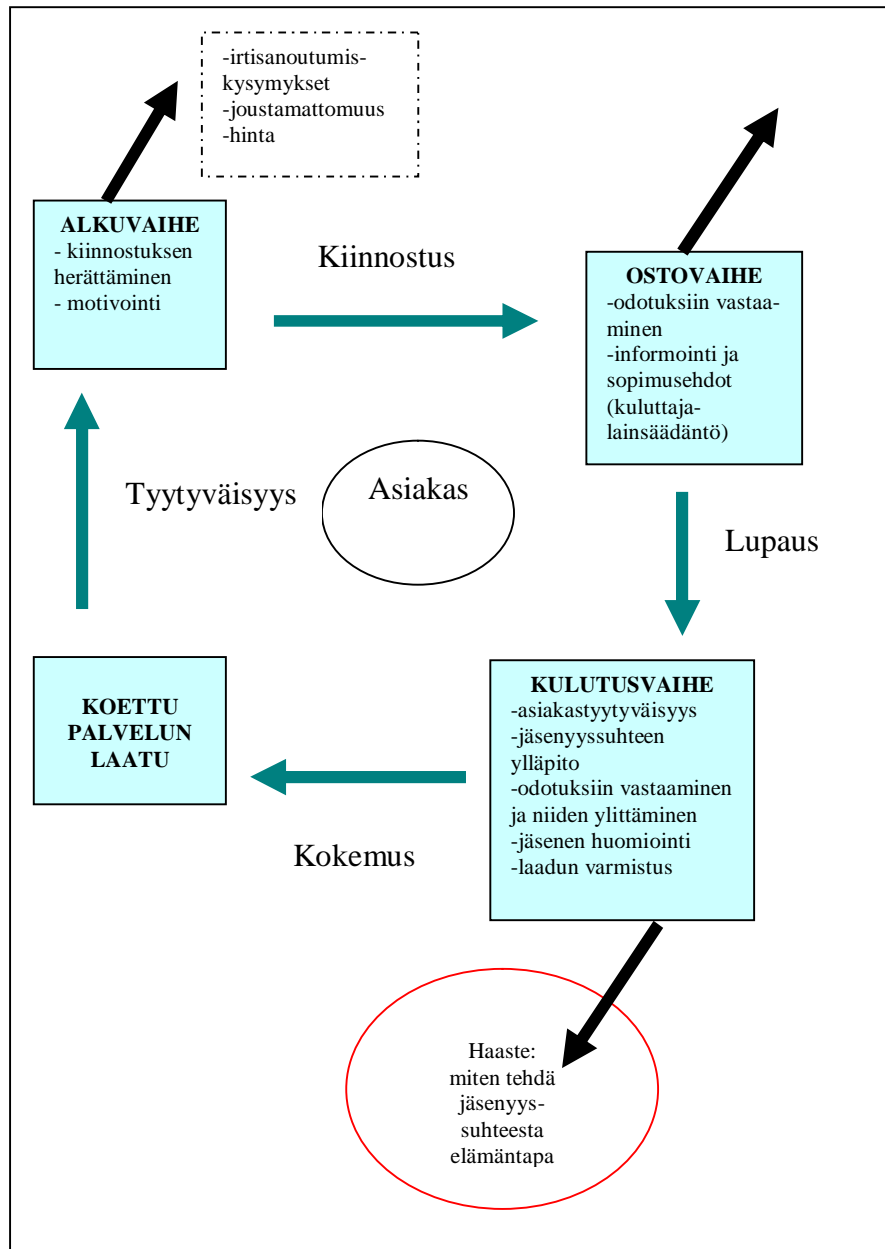 -irtisanoutumis-
kysymykset
-joustamattomuus
-hinta
ALKUVAIHE
- kiinnostuksen
herättäminen
- motivointi
Kiinnostus
OSTOVAIHE
-odotuksiin vastaa-
minen
-informointi ja
sopimusehdot
(kuluttaja-
lainsäädäntö)
Tyytyväisyys
Asiakas
Lupaus
KOETTU
PALVELUN
LAATU
KULUTUSVAIHE
-asiakastyytyväisyys
-jäsenyyssuhteen
ylläpito
-odotuksiin vastaaminen
ja niiden ylittäminen
-jäsenen huomiointi
-laadun varmistus
Kokemus
Haaste:
miten tehdä
jäsenyys-
suhteesta
elämäntapa